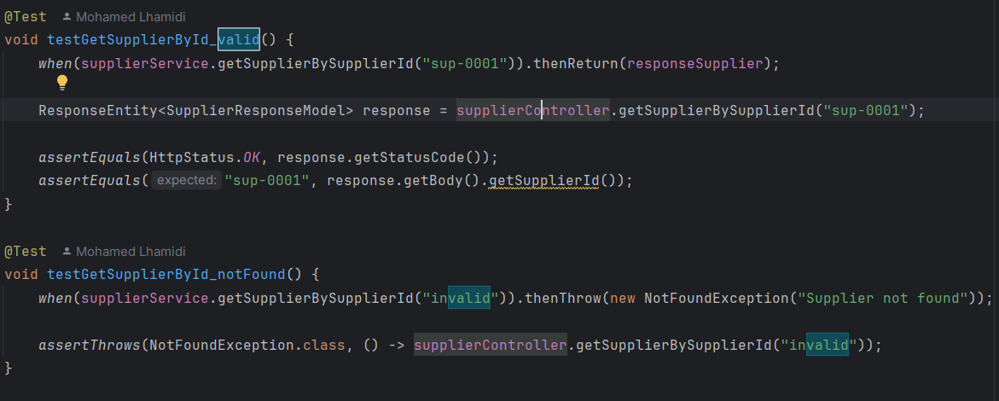 @Test Mohamed Lhamidi
void testGetSupplierById_valid() {
when(supplierService.getSupplierBySupplierId("sup-0001")).thenReturn(responseSupplier);
ResponseEntity<SupplierResponseModel> response = supplierController.getSupplierBySupplierId("sup-0001");
assertEquals(HttpStatus.OK, response.getStatusCode());
assertEquals( expected: "sup-0001", response.getBody().getSupplierId());
}
@Test Mohamed Lhamidi
void testGetSupplierById_notFound() {
when(supplierService.getSupplierBySupplierId("invalid")).thenThrow(new NotFoundException("Supplier not found"));
assertThrows(NotFoundException.class, () -> supplierController.getSupplierBySupplierId("invalid"));
}